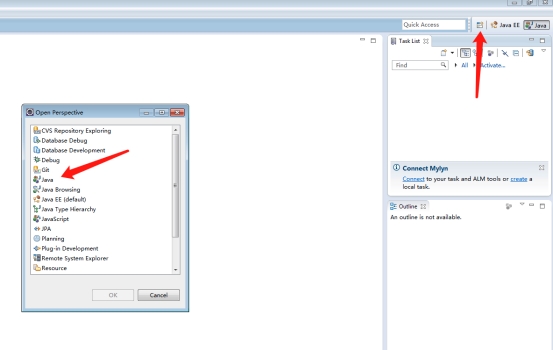 Quick Access
Java EE
Java
Task List
Find
All
Activate...
Open Perspective
CVS Repository Exploring
Database Debug
Database Development
Debug
Git
Java
Java Browsing
Java EE (default)
Java Type Hierarchy
JavaScript
JPA
Planning
Plug-in Development
Remote System Explorer
Resource
OK
Cancel
Connect Mylyn
Connect to your task and ALM tools or create a
local task.
Outline
An outline is not available.